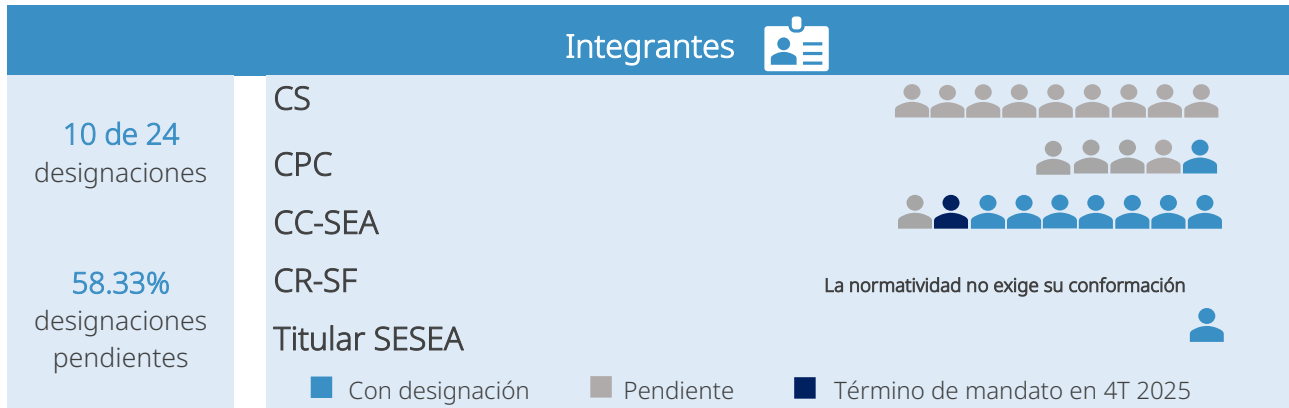 Integrantes
10 de 24
designaciones
58.33%
designaciones
pendientes
CS
CPC
CC-SEA
CR-SF
La normatividad no exige su conformación
Titular SESEA
Con designación
Pendiente
Término de mandato en 4T 2025